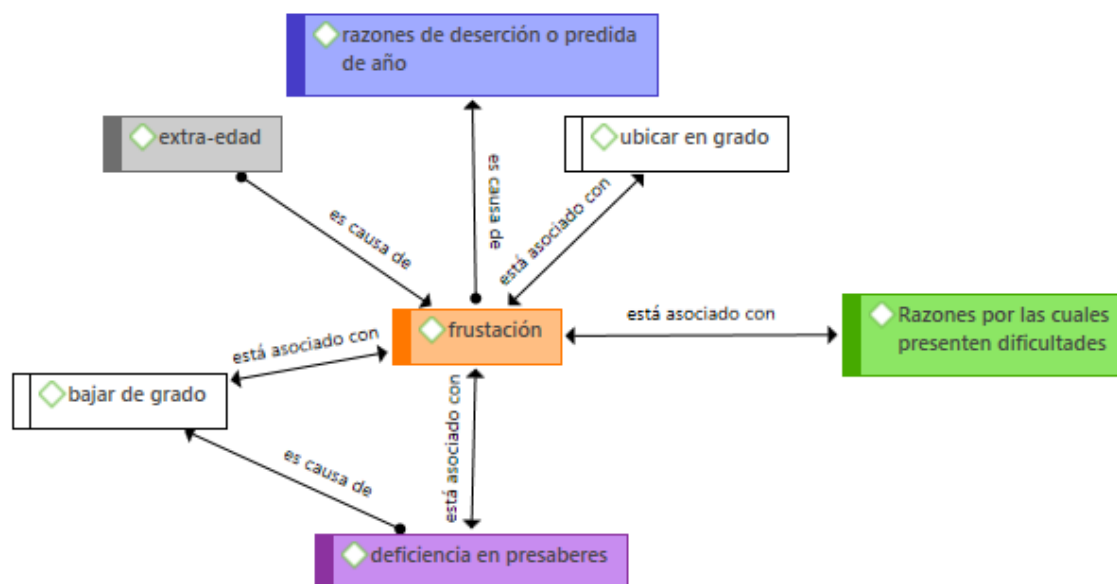 razones de deserción o predida
de año
extra-edad
ubicar en grado
es causa de
es causa de
está asociado con
frustación
está asociado con
Razones por las cuales
presenten dificultades
está asociado con
bajar de grado
está asociado con
es causa de
deficiencia en presaberes